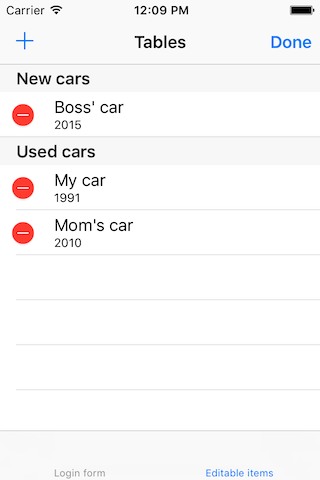 Carrier 12:09 PM
+ Tables Done
New cars
Boss' car
2015
Used cars
My car
1991
Mom's car
2010
Login form Editable items